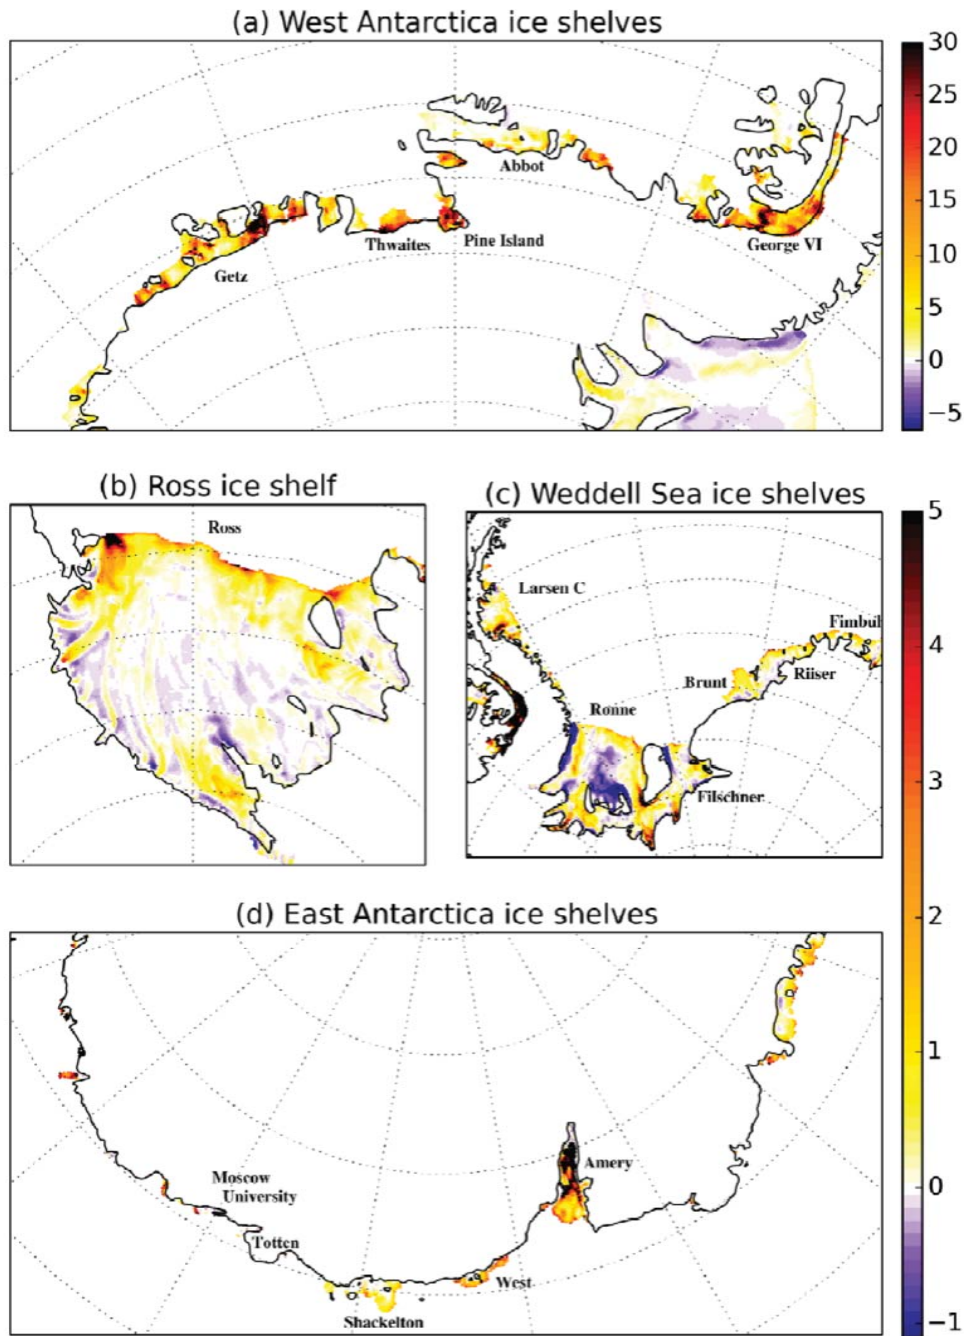 (a) West Antarctica ice shelves
30
25
20
15
10
5
0
−5
Abbot
Thwaites
Pine Island
George VI
Getz
(b) Ross ice shelf
Ross
(c) Weddell Sea ice shelves
Larsen C
Fimbul
Riiser
Brunt
Ronne
Filschner
5
4
3
2
1
0
−1
(d) East Antarctica ice shelves
Amery
Moscow
University
Totten
West
Shackelton